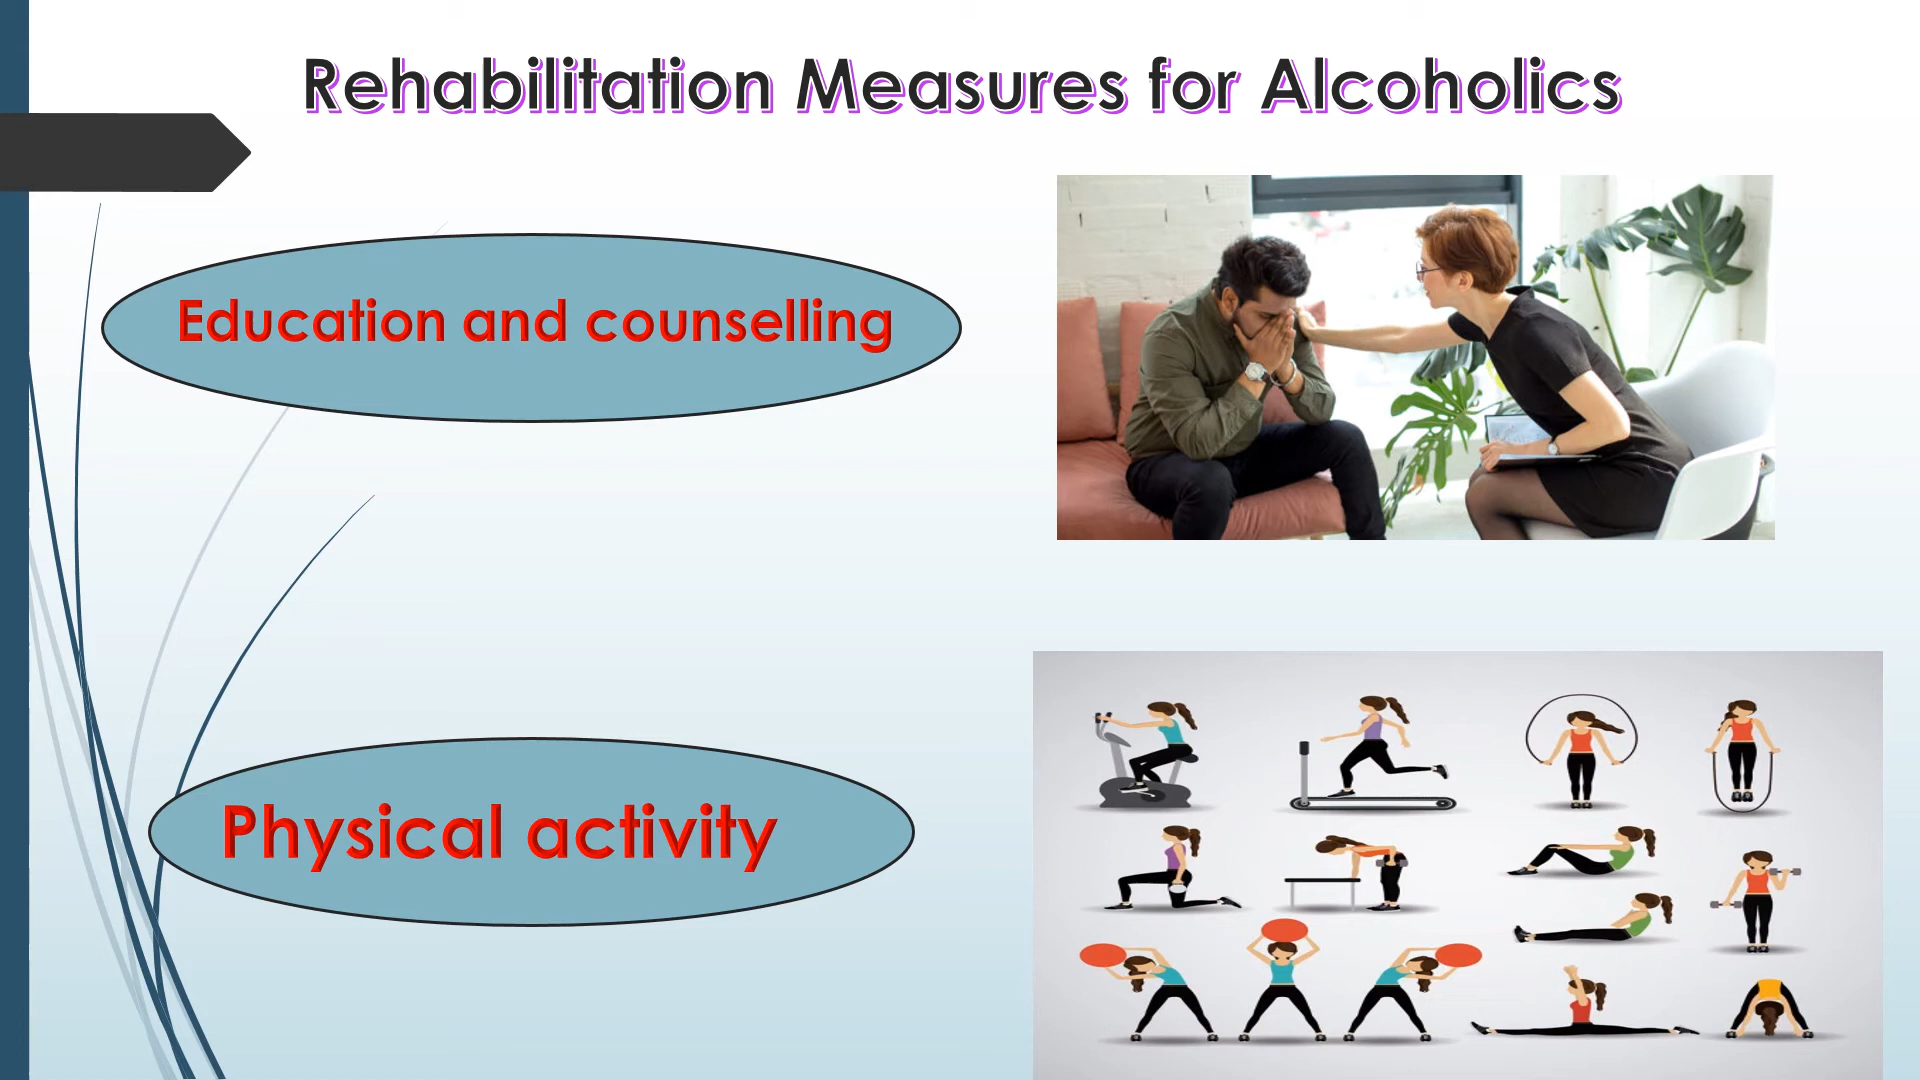 Rehabilitation Measures for Alcoholics
Education and counselling
Physical activity